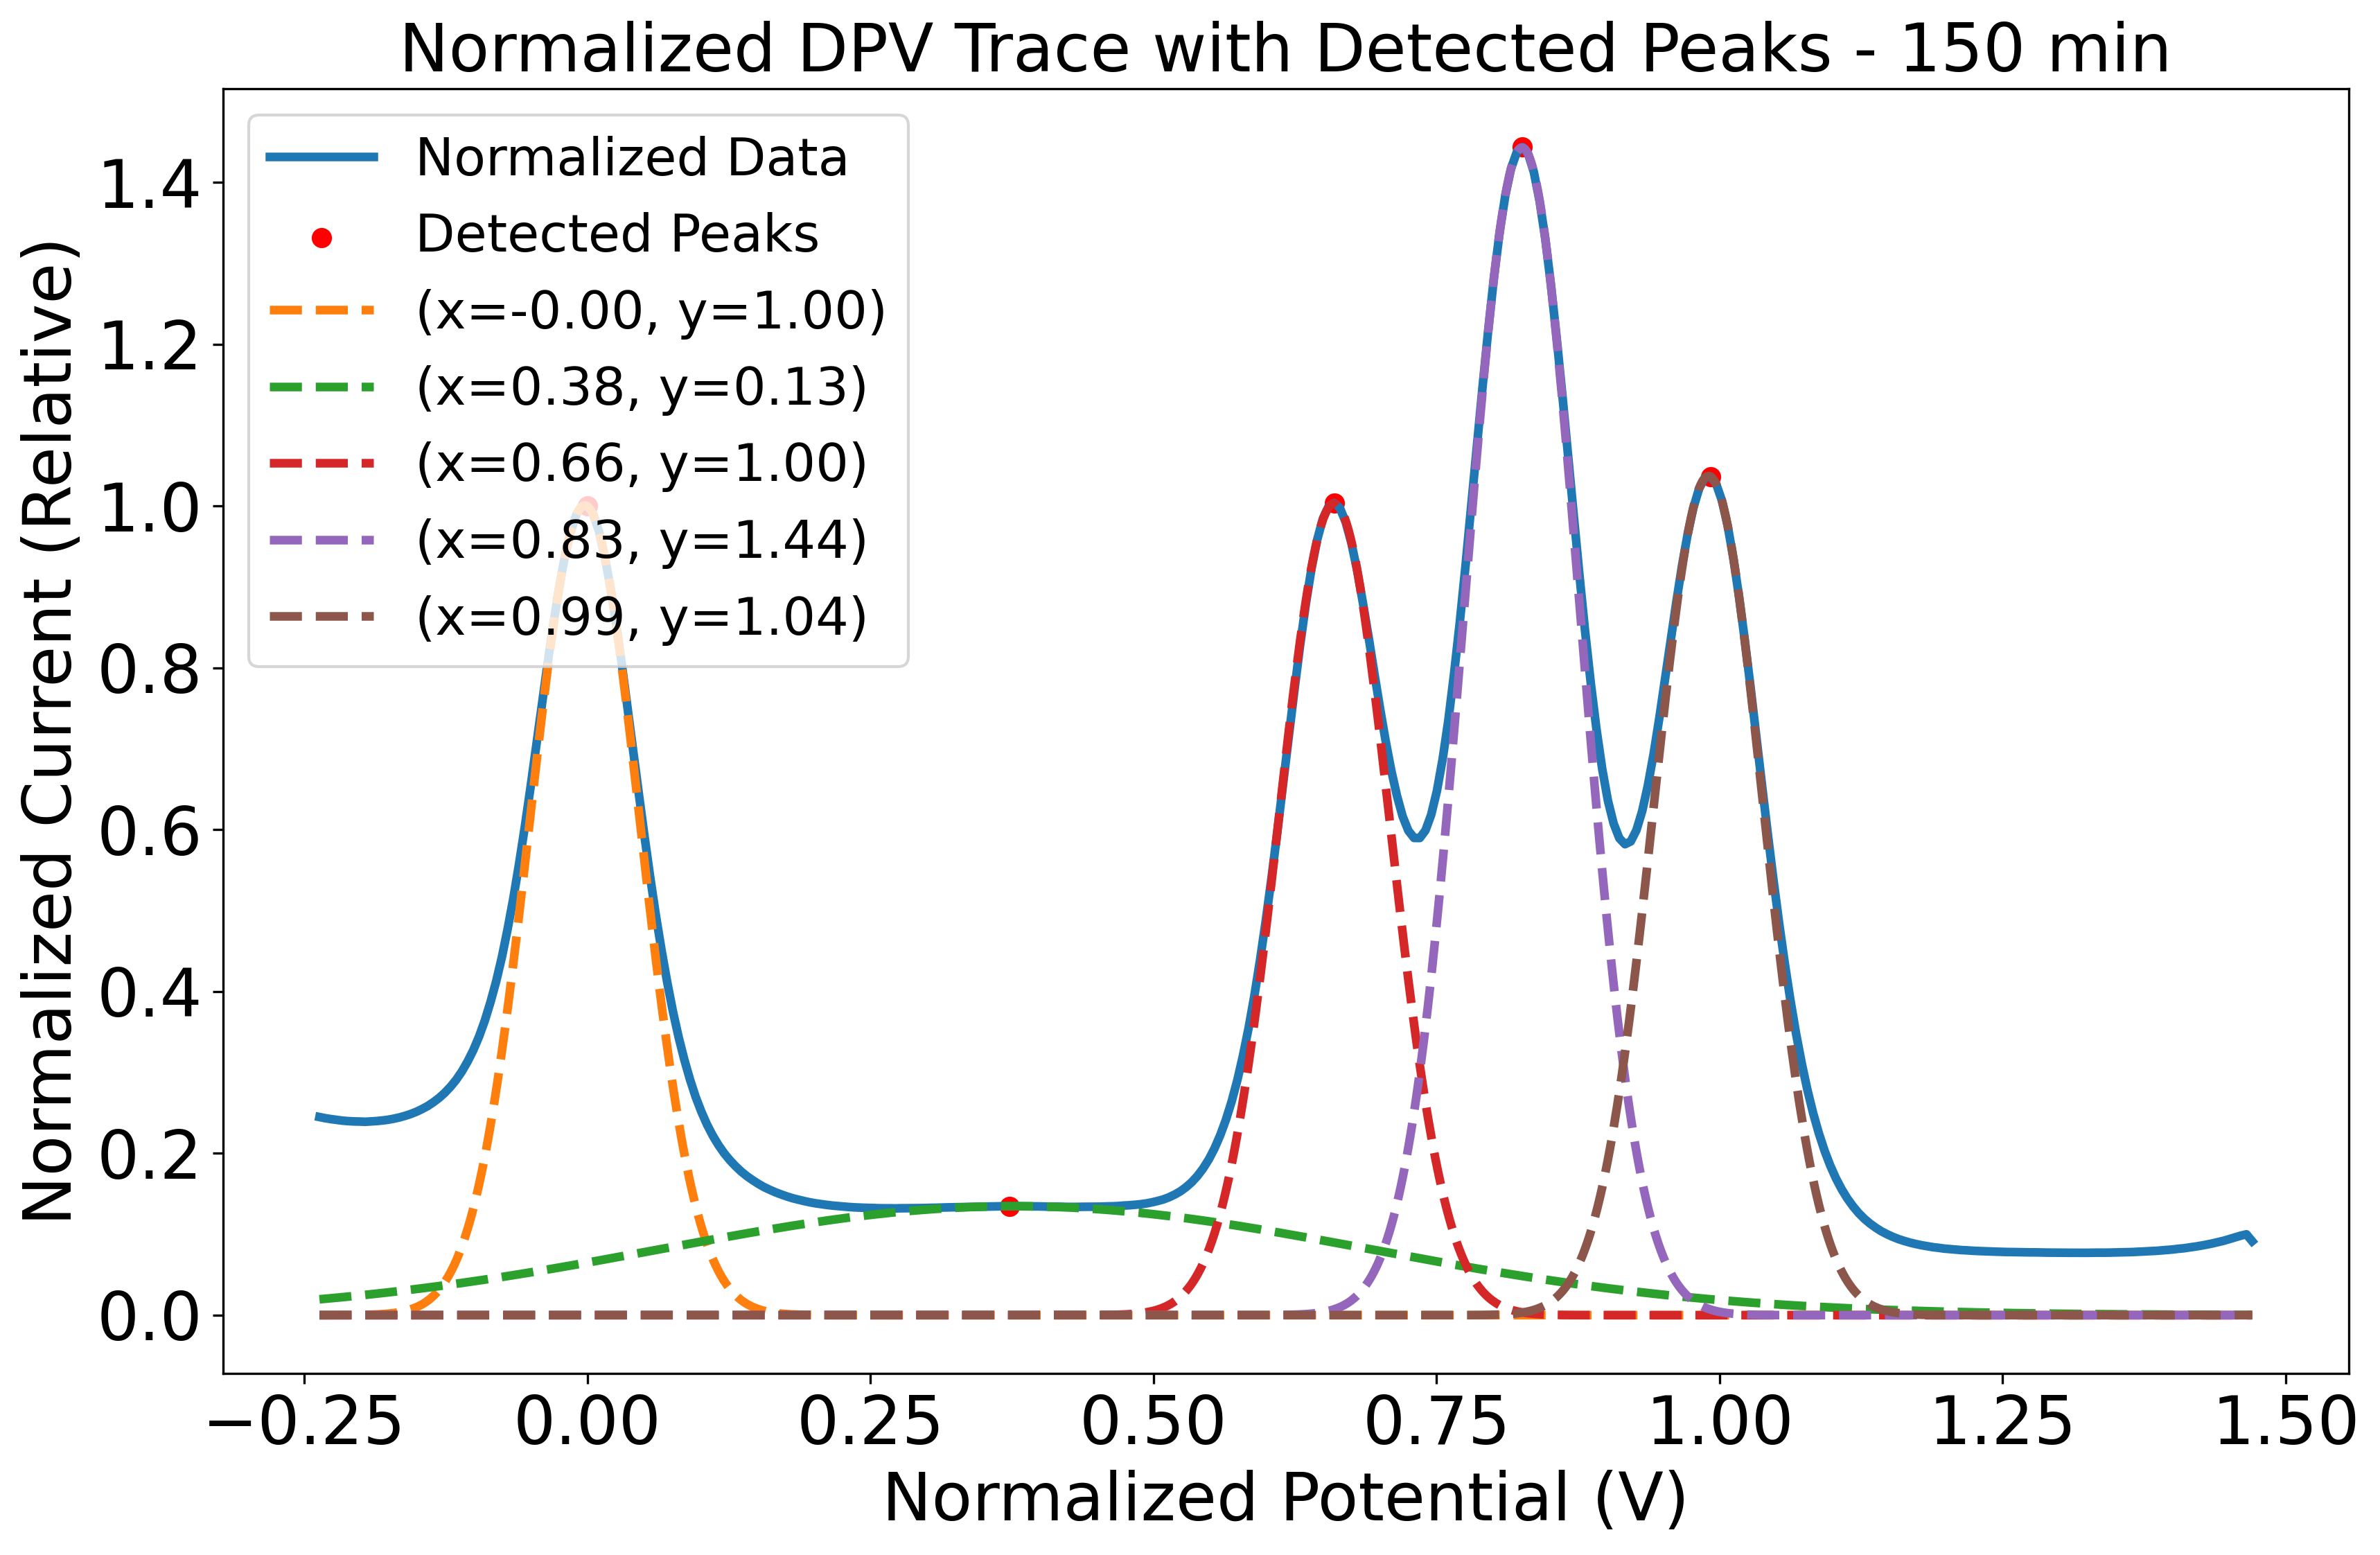 Normalized DPV Trace with Detected Peaks - 150 min
Normalized Data
Detected Peaks
(x=-0.00, y=1.00)
(x=0.38, y=0.13)
(x=0.66, y=1.00)
(x=0.83, y=1.44)
(x=0.99, y=1.04)
Normalized Current (Relative)
1.4
1.2
1.0
0.8
0.6
0.4
0.2
0.0
−0.25 0.00 0.25 0.50 0.75 1.00 1.25 1.50
Normalized Potential (V)